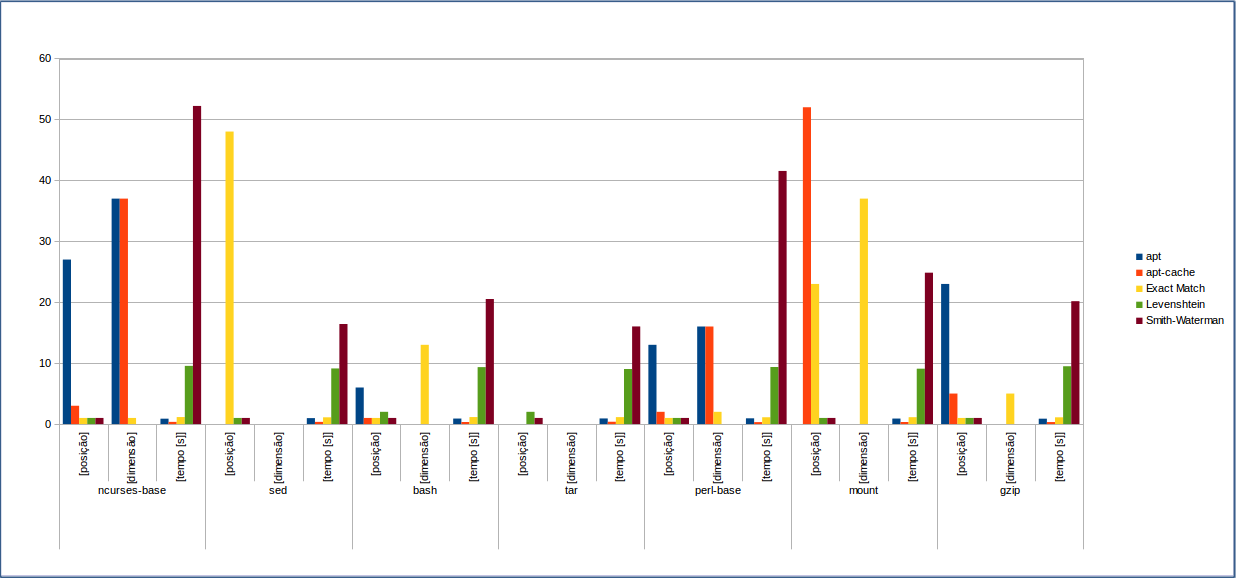 60
50
40
30
20
10
0
[posição]
[dimensão]
[tempo [s]]
[posição]
[dimensão]
[tempo [s]]
[posição]
[dimensão]
[tempo [s]]
[posição]
[dimensão]
[tempo [s]]
[posição]
[dimensão]
[tempo [s]]
[posição]
[dimensão]
[tempo [s]]
[posição]
[dimensão]
[tempo [s]]
ncurses-base
sed
bash
tar
perl-base
mount
gzip
apt
apt-cache
Exact Match
Levenshtein
Smith-Waterman